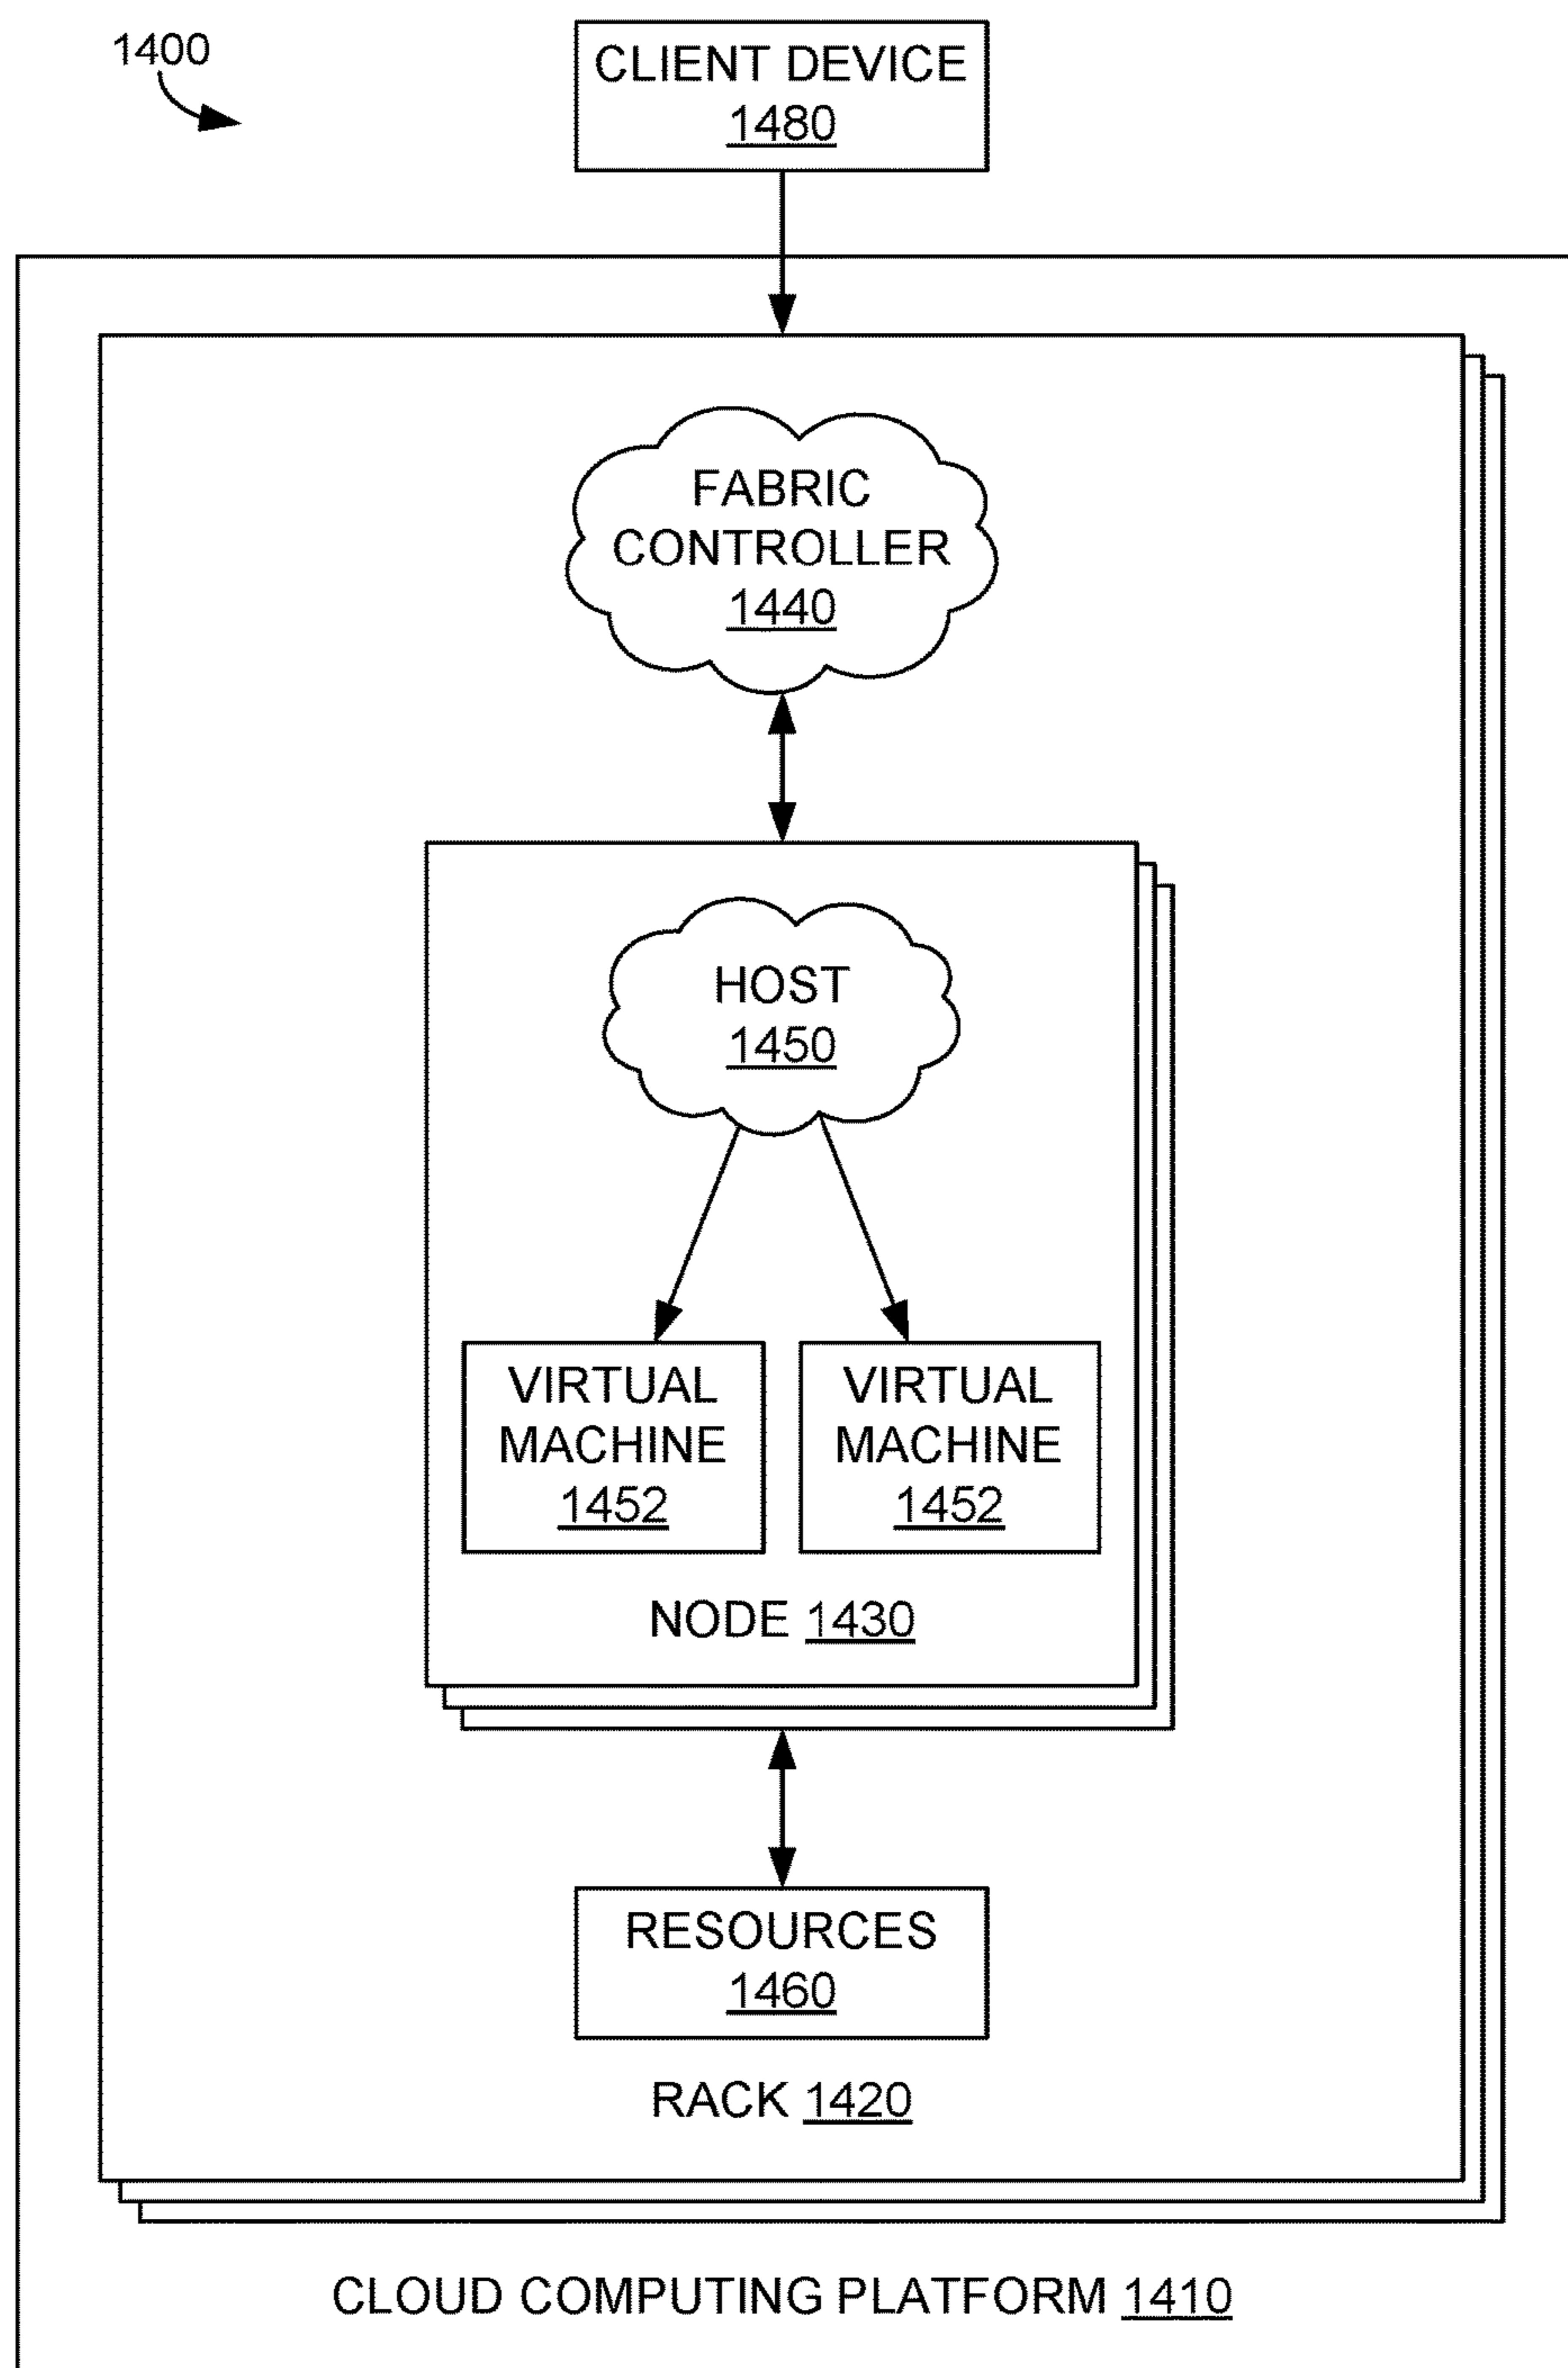 1400
CLIENT DEVICE
1480
FABRIC
CONTROLLER
1440
HOST
1450
VIRTUAL
MACHINE
1452
VIRTUAL
MACHINE
1452
NODE 1430
RESOURCES
1460
RACK 1420
CLOUD COMPUTING PLATFORM 1410